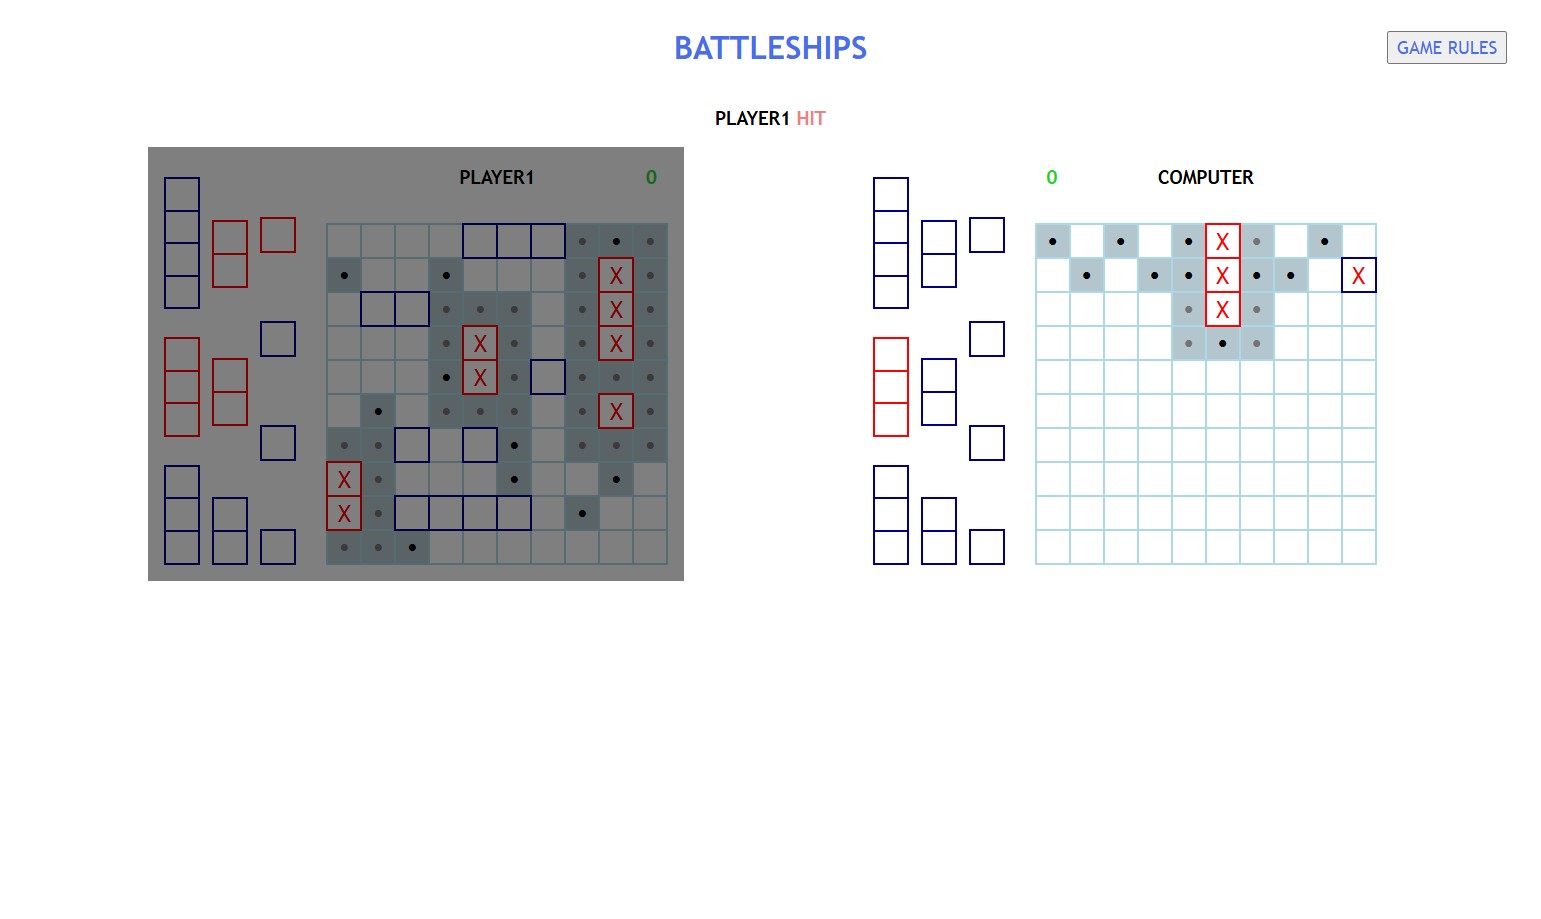 BATTLESHIPS
GAME RULES
PLAYER1 HIT
PLAYER1 0
0 COMPUTER
X
X
X X
X
X X
X
X
X
X
X
X X
X